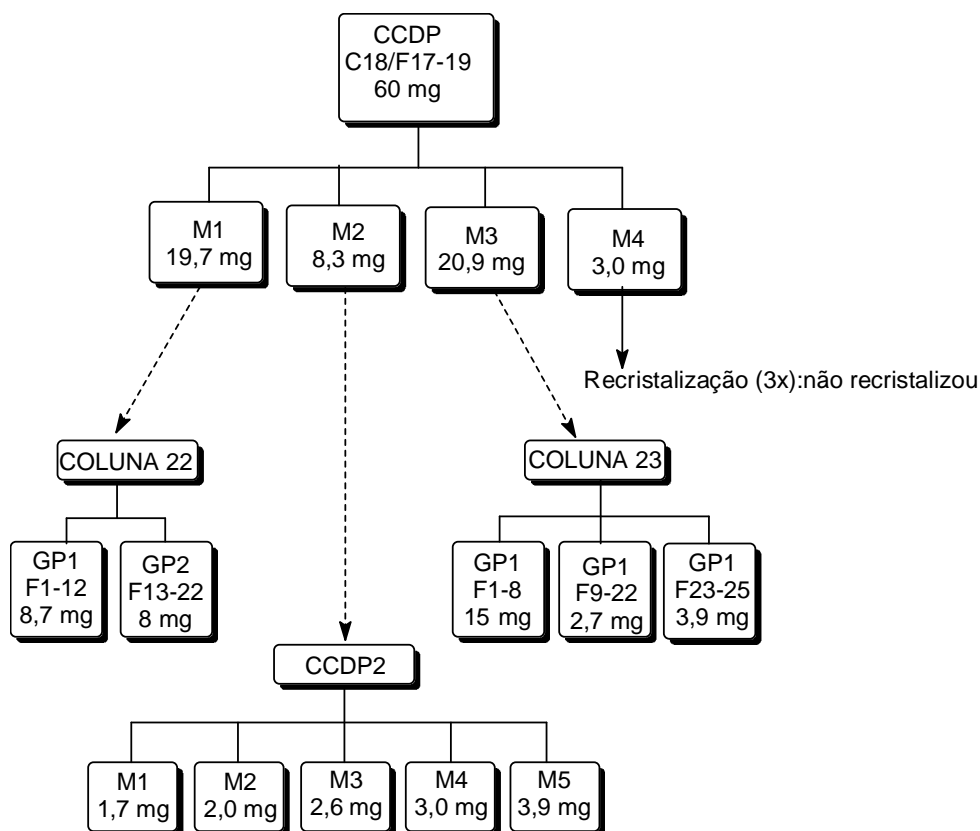 CCDP
C18/F17-19
60 mg
M1
19,7 mg
M2
8,3 mg
M3
20,9 mg
M4
3,0 mg
Recristalização (3x):não recristalizou
COLUNA 22
COLUNA 23
GP1
F1-12
8,7 mg
GP2
F13-22
8 mg
GP1
F1-8
15 mg
GP1
F9-22
2,7 mg
GP1
F23-25
3,9 mg
CCDP2
M1
1,7 mg
M2
2,0 mg
M3
2,6 mg
M4
3,0 mg
M5
3,9 mg